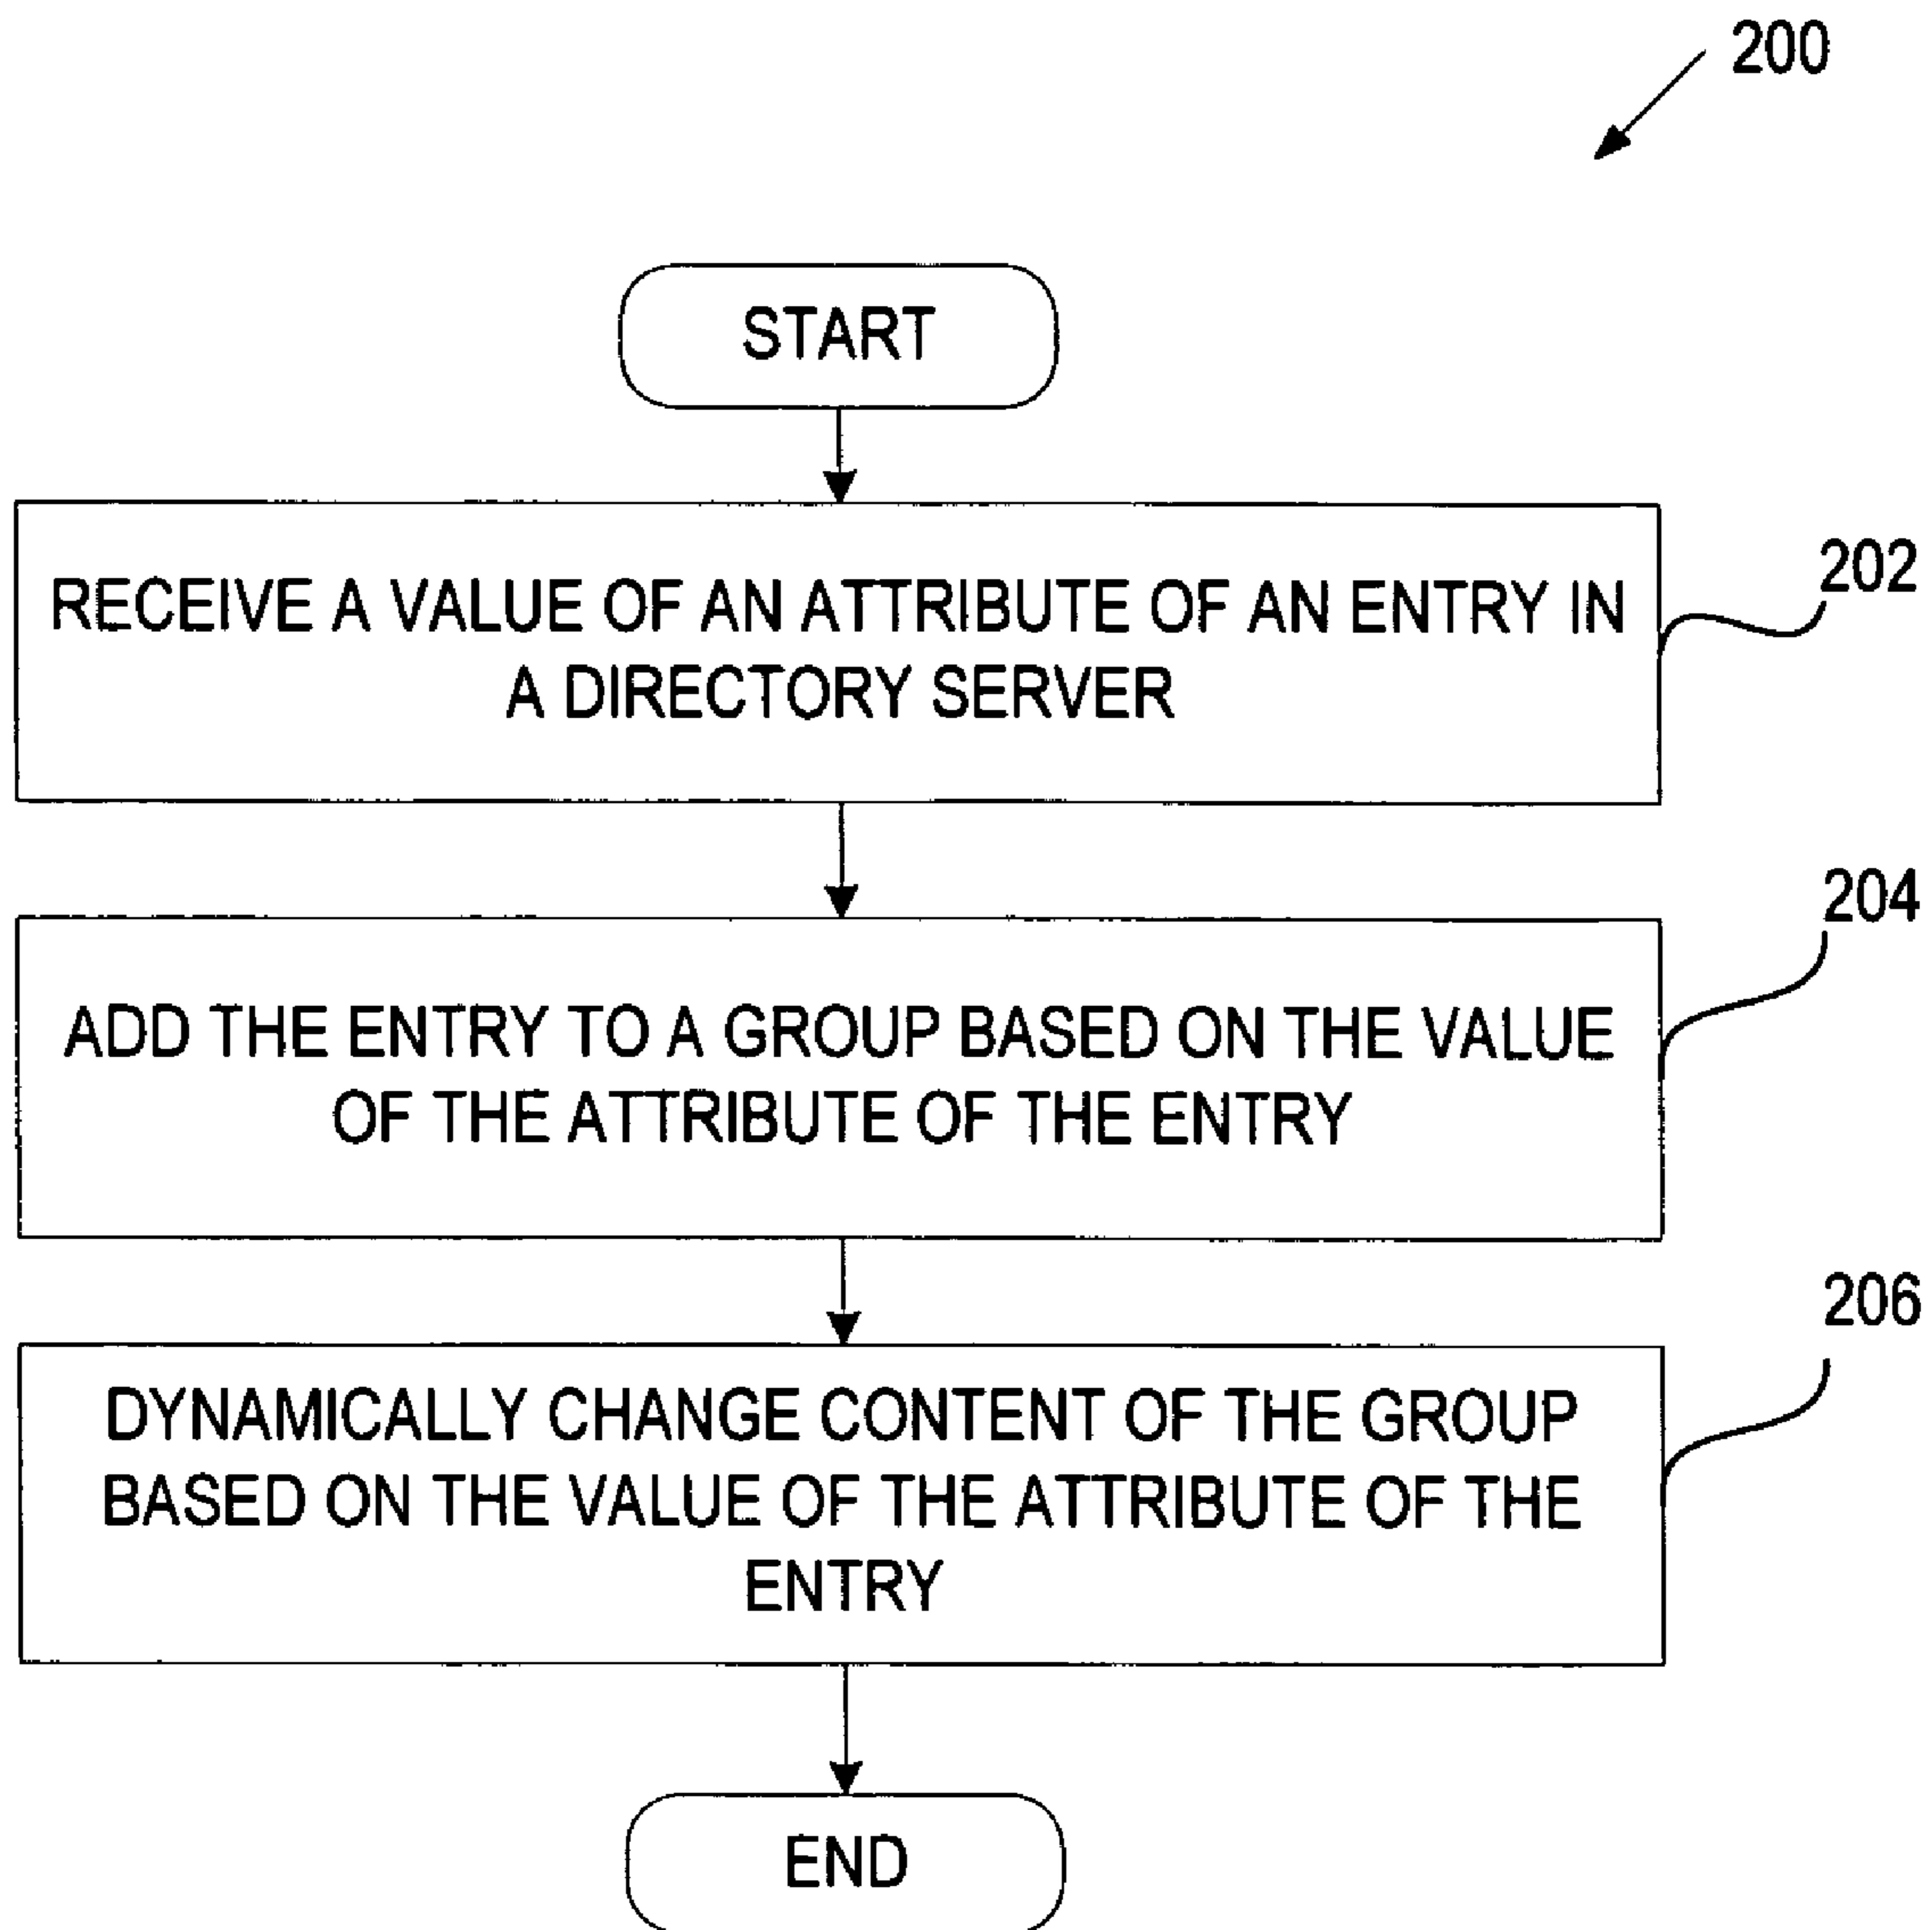 200
START
RECEIVE A VALUE OF AN ATTRIBUTE OF AN ENTRY IN
A DIRECTORY SERVER
202
ADD THE ENTRY TO A GROUP BASED ON THE VALUE
OF THE ATTRIBUTE OF THE ENTRY
204
DYNAMICALLY CHANGE CONTENT OF THE GROUP
BASED ON THE VALUE OF THE ATTRIBUTE OF THE
ENTRY
206
END